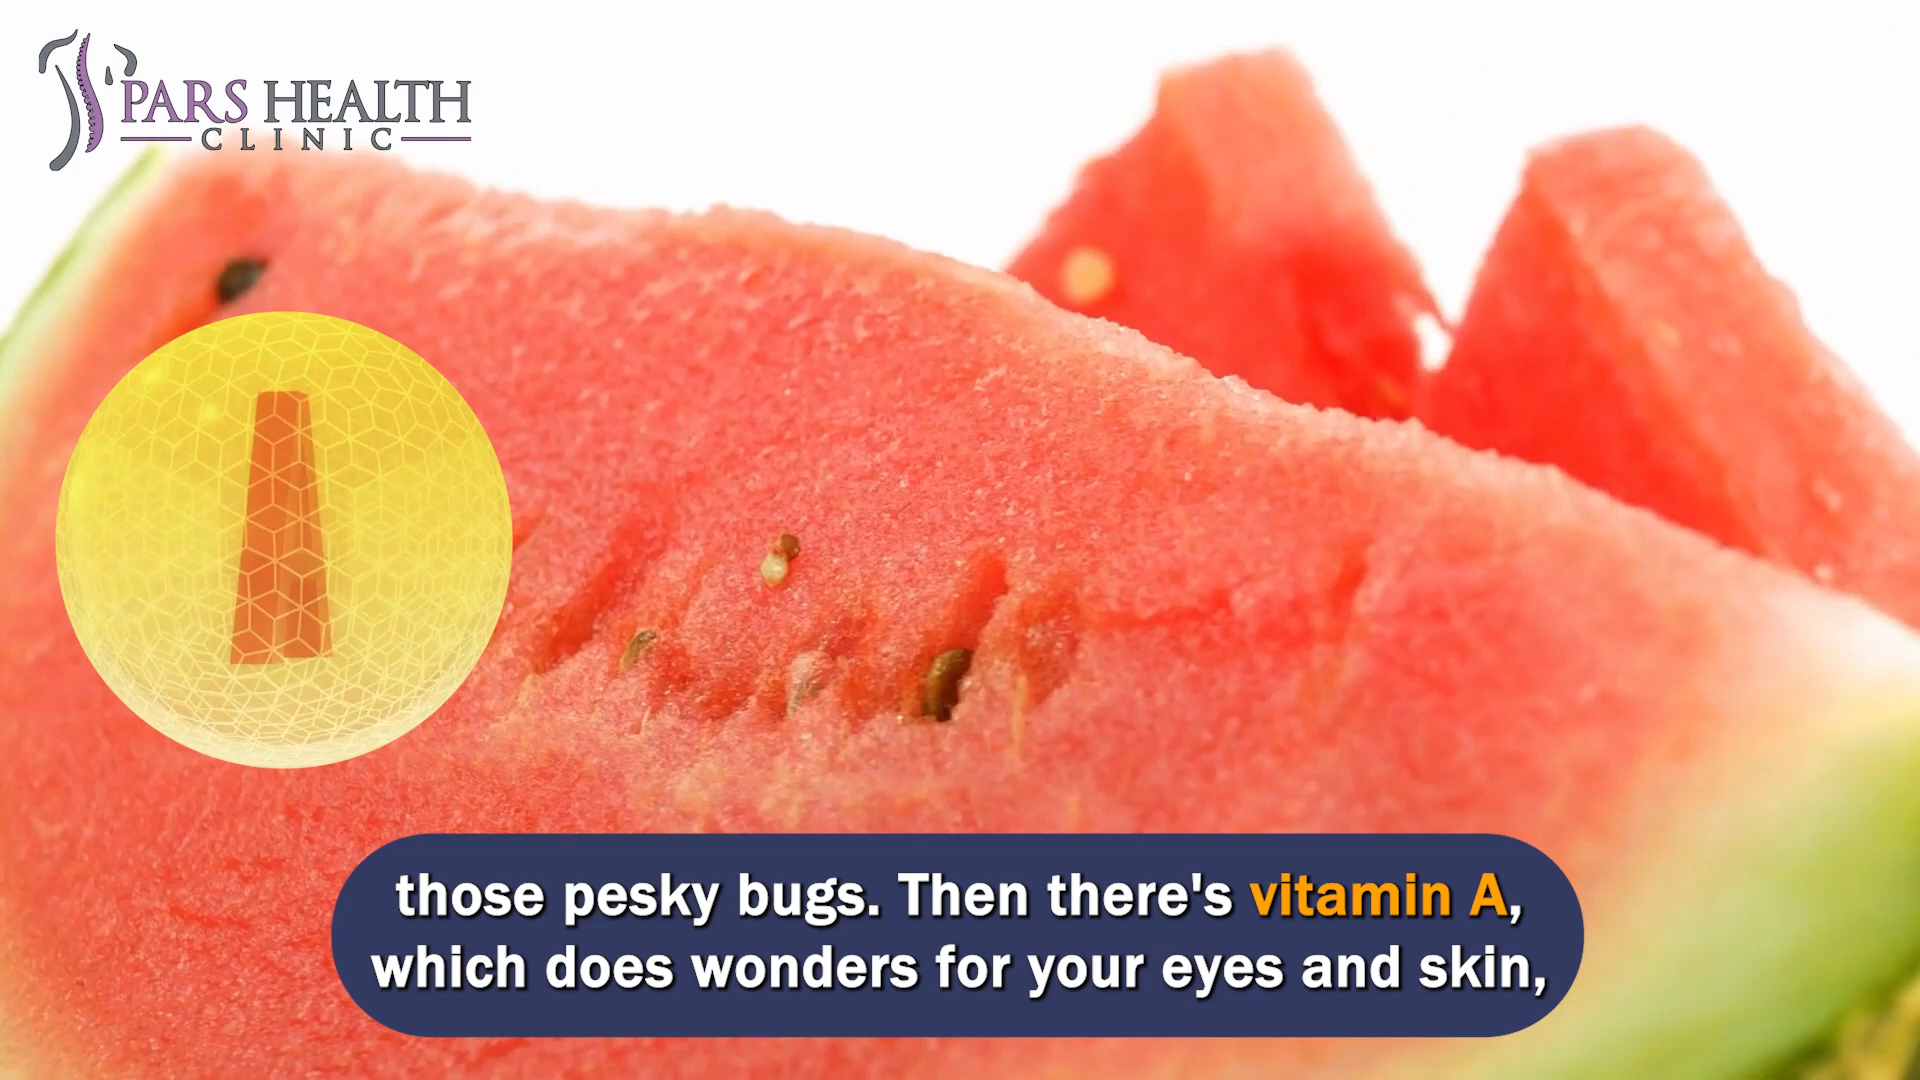 PARS HEALTH
CLINIC
those pesky bugs. Then there's vitamin A,
which does wonders for your eyes and skin,